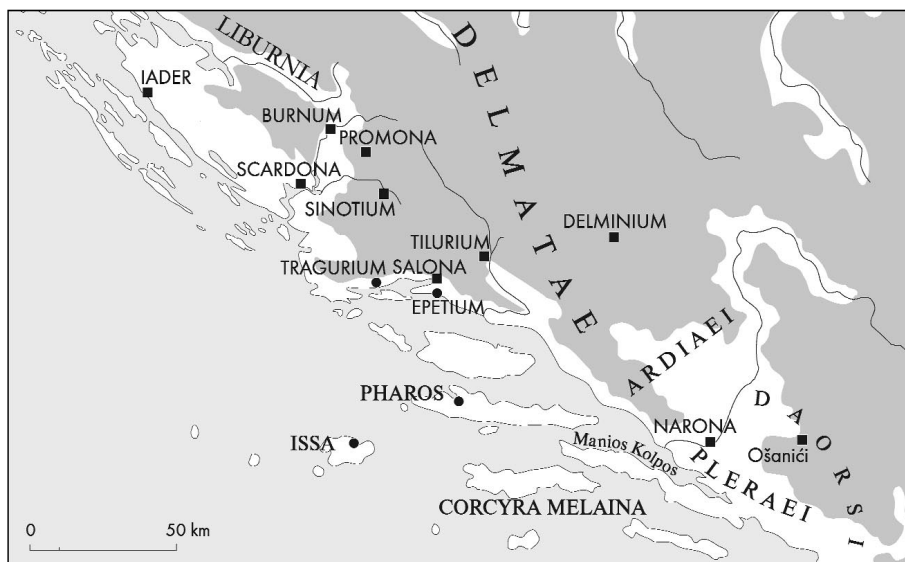 LIBURNIA
DELMATAE
IADER
BURNUM
PROMONA
SCARDONA
SINOTIUM
DELMINIUM
TILURIUM
TRAGURIUM
SALONA
EPETIUM
ARDIAEI
PHAROS
DAORSI
NARONA
ISSA
Manios Kolpos
Ošanići
PLERAEI
CORCYRA MELAINA
0
50 km